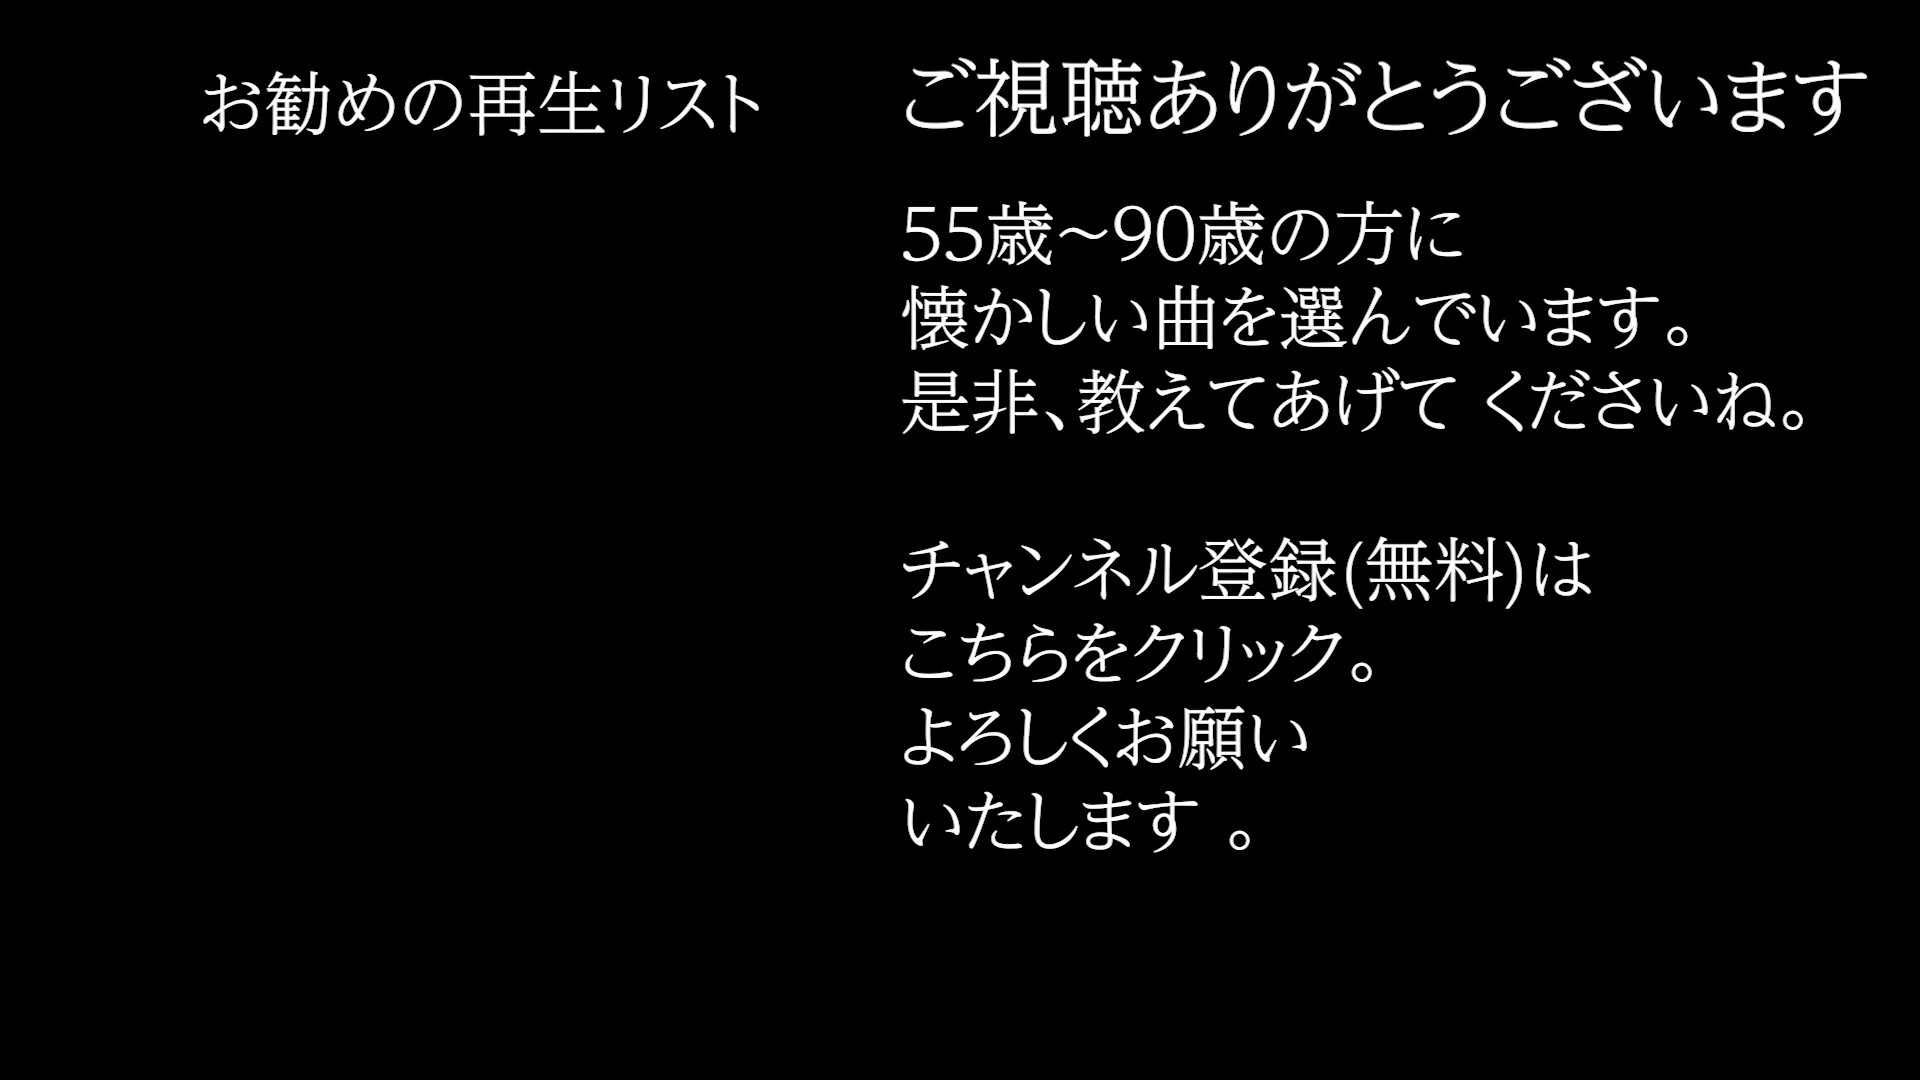 お勧めの再生リスト
ご視聴ありがとうございます
55歳~90歳の方に
懐かしい曲を選んでいます。
是非、教えてあげて くださいね。
チャンネル登録(無料)は
こちらをクリック。
よろしくお願い
いたします 。